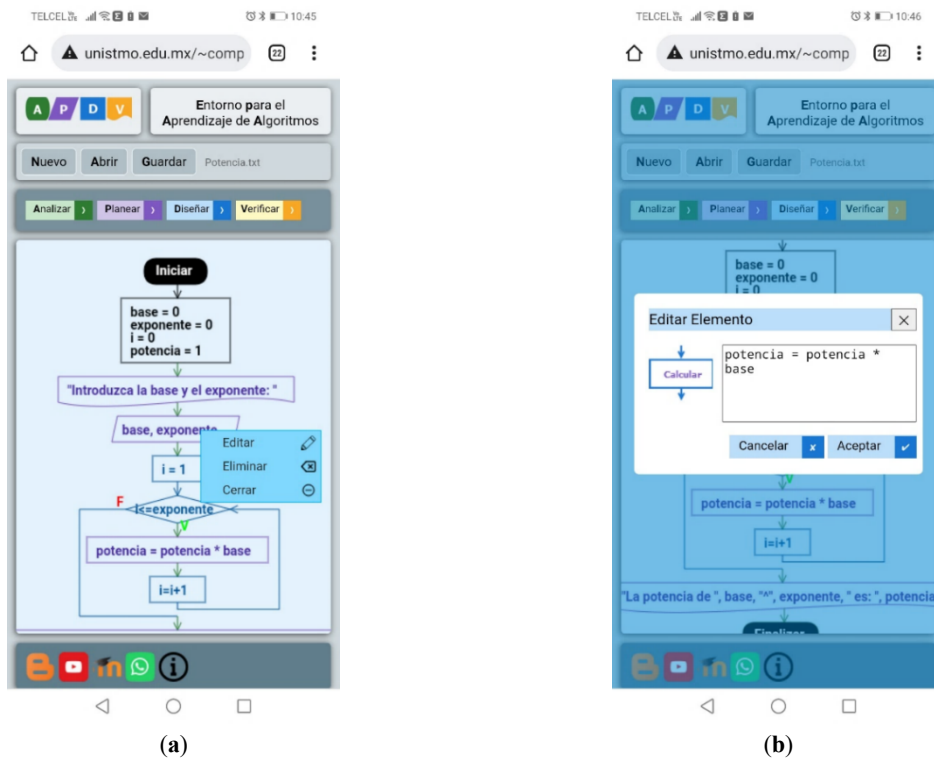 TELCEL 10:45
unistmo.edu.mx/~comp 22
A P D V
Entorno para el
Aprendizaje de Algoritmos
Nuevo Abrir Guardar Potencia.txt
Analizar Planear Diseñar Verificar
Iniciar
base = 0
exponente = 0
i = 0
potencia = 1
"Introduzca la base y el exponente: "
base, exponente
Editar
Eliminar
Cerrar
i = 1
F
i<=exponente
V
potencia = potencia * base
i=i+1
(a)
TELCEL 10:46
unistmo.edu.mx/~comp 22
A P D V
Entorno para el
Aprendizaje de Algoritmos
Nuevo Abrir Guardar Potencia.txt
Analizar Planear Diseñar Verificar
base = 0
exponente = 0
i = 0
Editar Elemento
Calcular
potencia = potencia *
base
Cancelar x Aceptar
V
potencia = potencia * base
i=i+1
"La potencia de ", base, "^", exponente, " es: ", potencia
Finalizar
(b)